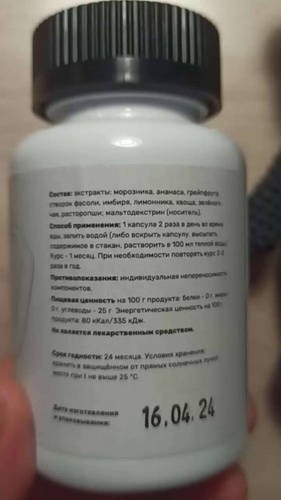 Состав: экстракты: морозника, ананаса, грейпфрута,
створок фасоли, имбиря, лимонника, хвоща, зелёного
чая, расторопши; мальтодекстрин (носитель).
Способ применения: 1 капсула 2 раза в день во время
еды, запить водой (либо вскрыть капсулу, высыпать
содержимое в стакан, растворить в 100 мл теплой воды)
Курс - 1 месяц. При необходимости повторять курс 2-3
раза в год.
Противопоказания: индивидуальная непереносимость
компонентов.
Пищевая ценность на 100 г продукта: белки - 0 г,
0 г, углеводы - 25 г Энергетическая ценность на 100 г
продукта: 80 кКал/335 кДж.
Не является лекарственным средством.
Срок годности: 24 месяца. Условия хранения:
хранить в защищённом от прямых солнечных лучей
месте при t не выше 25 °C.
Дата изготовления
и упаковывания:
16.04.24